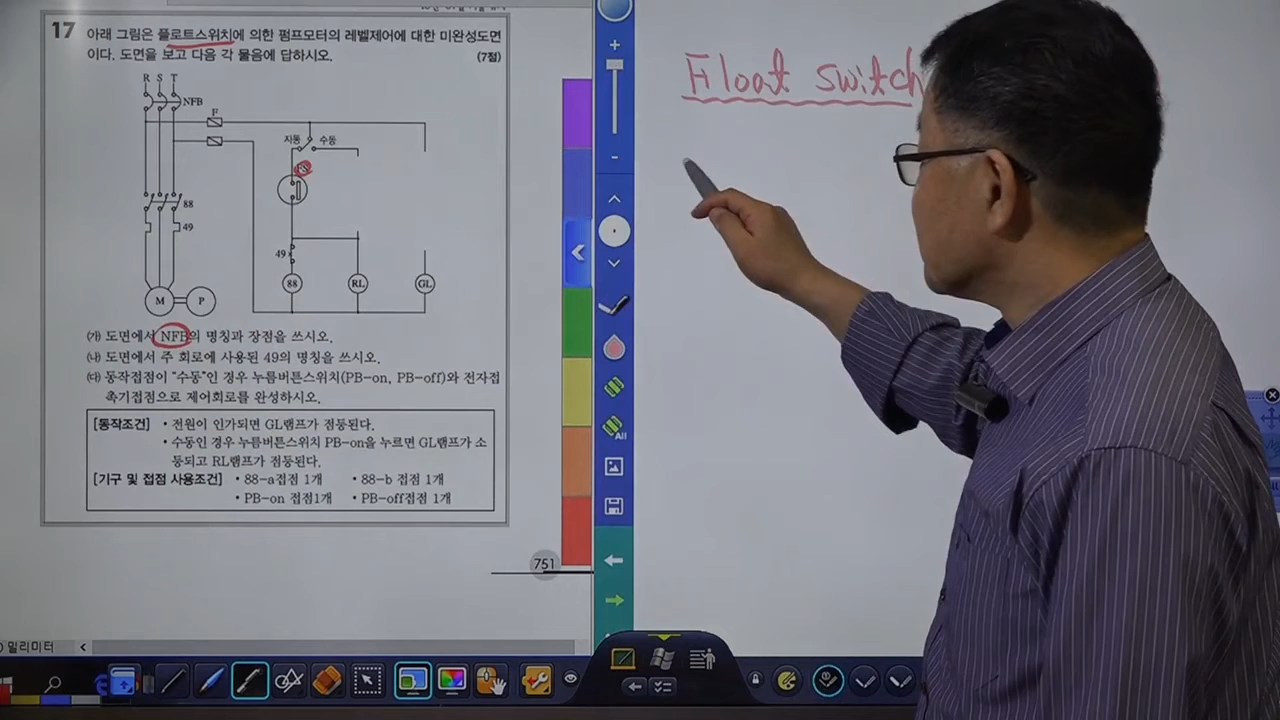 17 아래 그림은 플로트스위치에 의한 펌프모터의 레벨제어에 대한 미완성도면
이다. 도면을 보고 다음 각 물음에 답하시오. (7점)
R S T
NFB
F
자동 수동
FS
88
49
49
M P 88 RL GL
㈎ 도면에서 NFB의 명칭과 장점을 쓰시오.
㈏ 도면에서 주 회로에 사용된 49의 명칭을 쓰시오.
㈐ 동작접점이 "수동"인 경우 누름버튼스위치(PB-on, PB-off)와 전자접
촉기접점으로 제어회로를 완성하시오.
[동작조건] • 전원이 인가되면 GL램프가 점등된다.
• 수동인 경우 누름버튼스위치 PB-on을 누르면 GL램프가 소
등되고 RL램프가 점등된다.
[기구 및 접점 사용조건] • 88-a접점 1개 • 88-b 접점 1개
• PB-on 접점1개 • PB-off접점 1개
751
밀리미터
Float switch
All